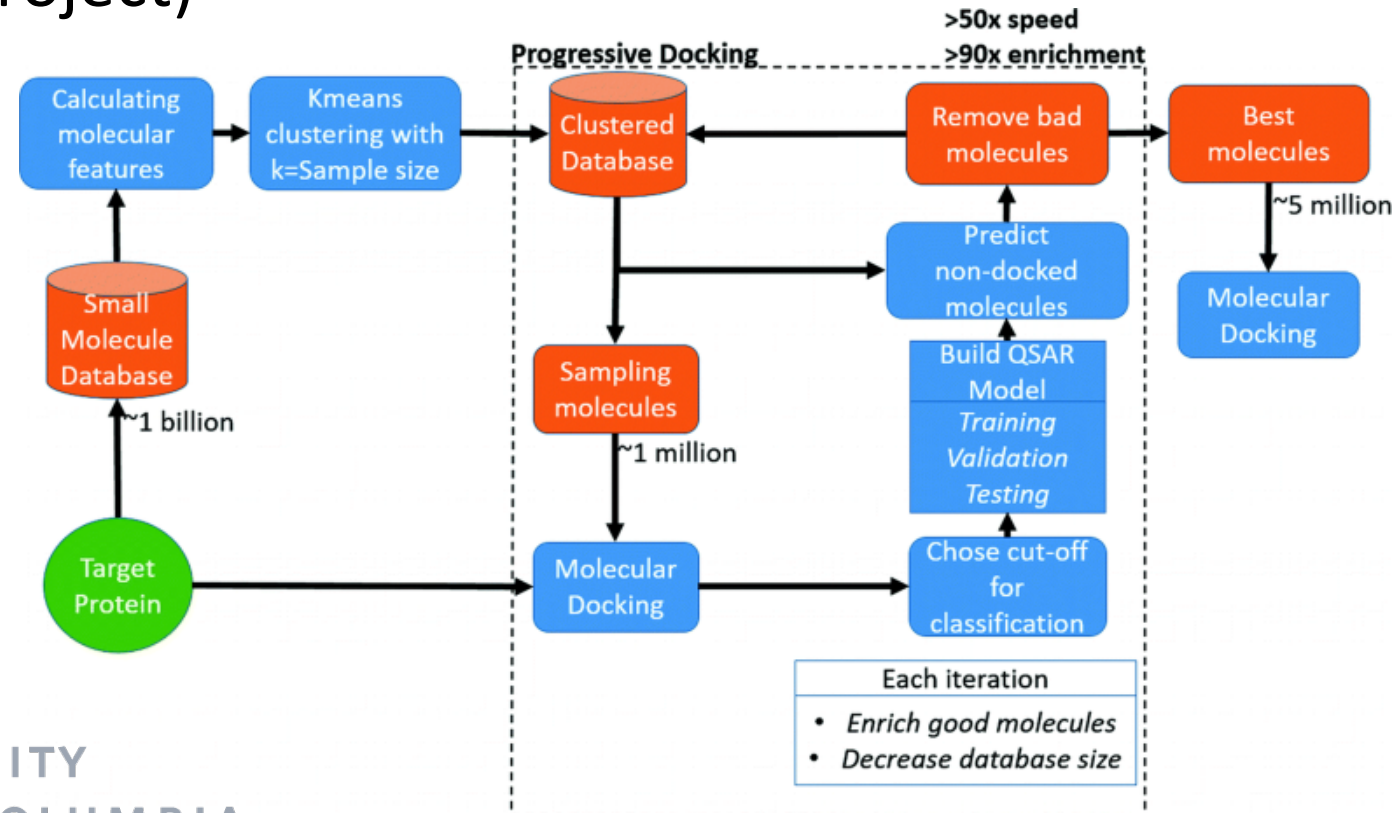 roject)
>50x speed
>90x enrichment
Progressive Docking
Calculating
molecular
features
Kmeans
clustering with
k=Sample size
Clustered
Database
Remove bad
molecules
Best
molecules
~5 million
Predict
non-docked
molecules
Molecular
Docking
Small
Molecule
Database
~1 billion
Sampling
molecules
~1 million
Build QSAR
Model
Training
Validation
Testing
Target
Protein
Molecular
Docking
Chose cut-off
for
classification
Each iteration
• Enrich good molecules
• Decrease database size
ITY
OLUMBIA